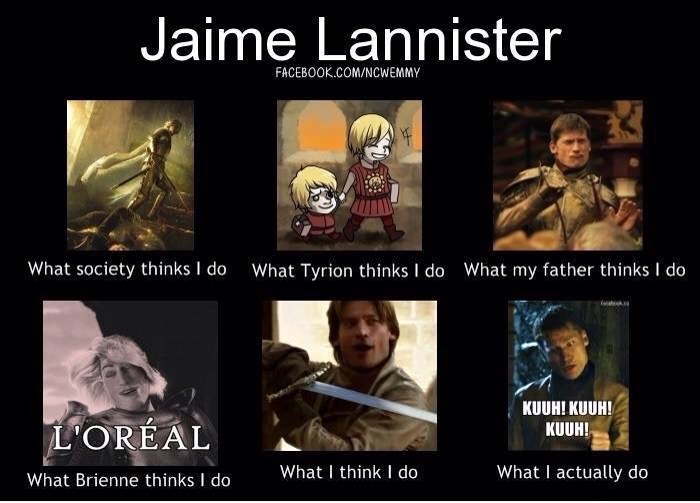 Jaime Lannister
FACEBOOK.COM/NCWEMMY
What society thinks I do
What Tyrion thinks I do
What my father thinks I do
L'ORÉAL
KUUH! KUUH!
KUUH!
What Brienne thinks I do
What I think I do
What I actually do